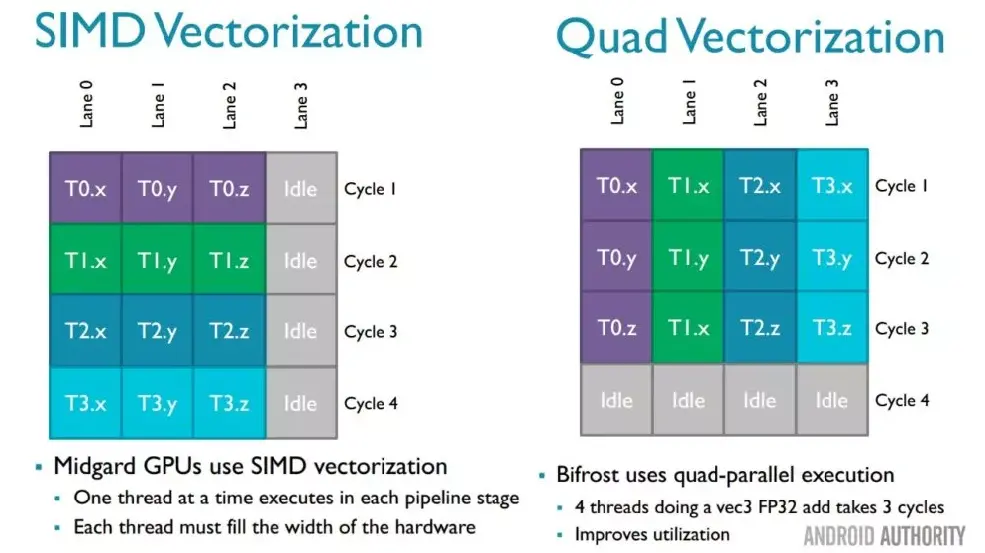 SIMD Vectorization
Lane 0
Lane 1
Lane 2
Lane 3
T0.x T0.y T0.z Idle Cycle 1
T1.x T1.y T1.z Idle Cycle 2
T2.x T2.y T2.z Idle Cycle 3
T3.x T3.y T3.z Idle Cycle 4
▪ Midgard GPUs use SIMD vectorization
▪ One thread at a time executes in each pipeline stage
▪ Each thread must fill the width of the hardware
Quad Vectorization
Lane 0
Lane 1
Lane 2
Lane 3
T0.x T1.x T2.x T3.x Cycle 1
T0.y T1.y T2.y T3.y Cycle 2
T0.z T1.x T2.z T3.z Cycle 3
Idle Idle Idle Idle Cycle 4
▪ Bifrost uses quad-parallel execution
▪ 4 threads doing a vec3 FP32 add takes 3 cycles
▪ Improves utilization
ANDROID AUTHORITY